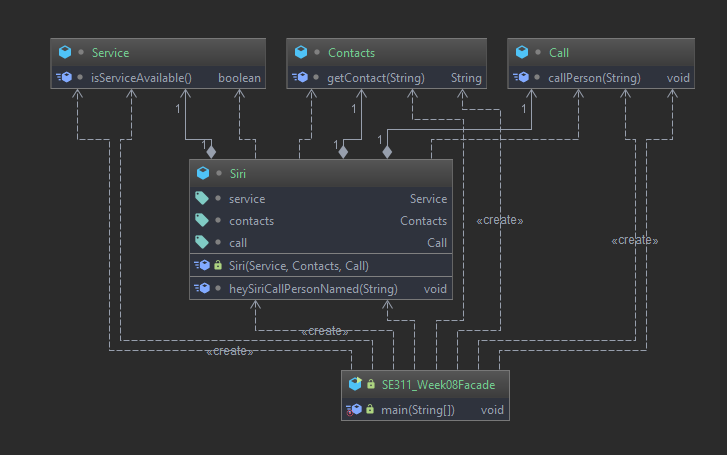 Service
isServiceAvailable() boolean
Contacts
getContact(String) String
Call
callPerson(String) void
1 1 1
1 1 1
Siri
service Service
contacts Contacts
call Call
Siri(Service, Contacts, Call)
heySiriCallPersonNamed(String) void
«create»
«create»
«create»
«create»
SE311_Week08Facade
main(String[]) void